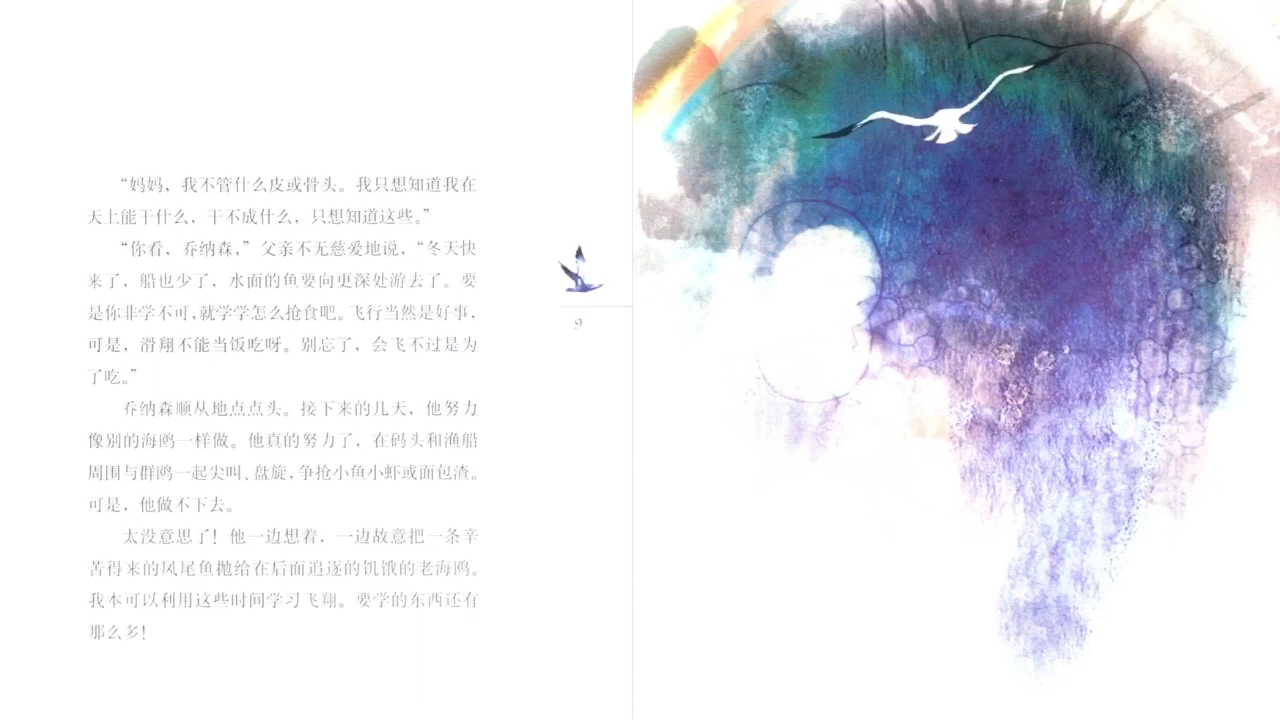 “妈妈，我不管什么皮或骨头。我只想知道我在
天上能干什么，干不成什么，只想知道这些。”
“你看，乔纳森，”父亲不无慈爱地说，“冬天快
来了，船也少了，水面的鱼要向更深处游去了。要
是你非学不可，就学学怎么抢食吧。飞行当然是好事，
可是，滑翔不能当饭吃呀。别忘了，会飞不过是为
了吃。”
乔纳森顺从地点点头。接下来的几天，他努力
像别的海鸥一样做。他真的努力了，在码头和渔船
周围与群鸥一起尖叫、盘旋，争抢小鱼小虾或面包渣。
可是，他做不下去。
太没意思了！他一边想着，一边故意把一条辛
苦得来的凤尾鱼抛给在后面追逐的饥饿的老海鸥。
我本可以利用这些时间学习飞翔。要学的东西还有
那么多！
9